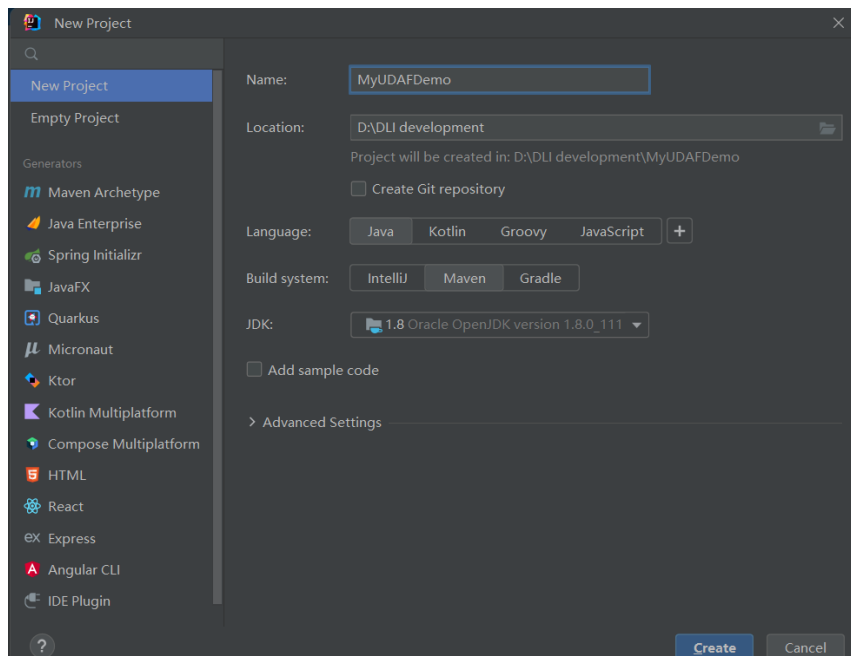 New Project
New Project
Empty Project
Generators
Maven Archetype
Java Enterprise
Spring Initializr
JavaFX
Quarkus
Micronaut
Ktor
Kotlin Multiplatform
Compose Multiplatform
HTML
React
ex Express
Angular CLI
IDE Plugin
?
Name: MyUDAFDemo
Location: D:\DLI development
Project will be created in: D:\DLI development\MyUDAFDemo
Create Git repository
Language: Java Kotlin Groovy JavaScript +
Build system: IntelliJ Maven Gradle
JDK: 1.8 Oracle OpenJDK version 1.8.0_111
Add sample code
Advanced Settings
Create Cancel